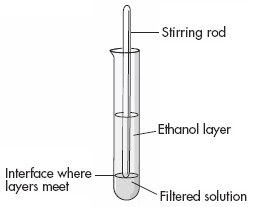 Stirring rod
Ethanol layer
Interface where
layers meet
Filtered solution